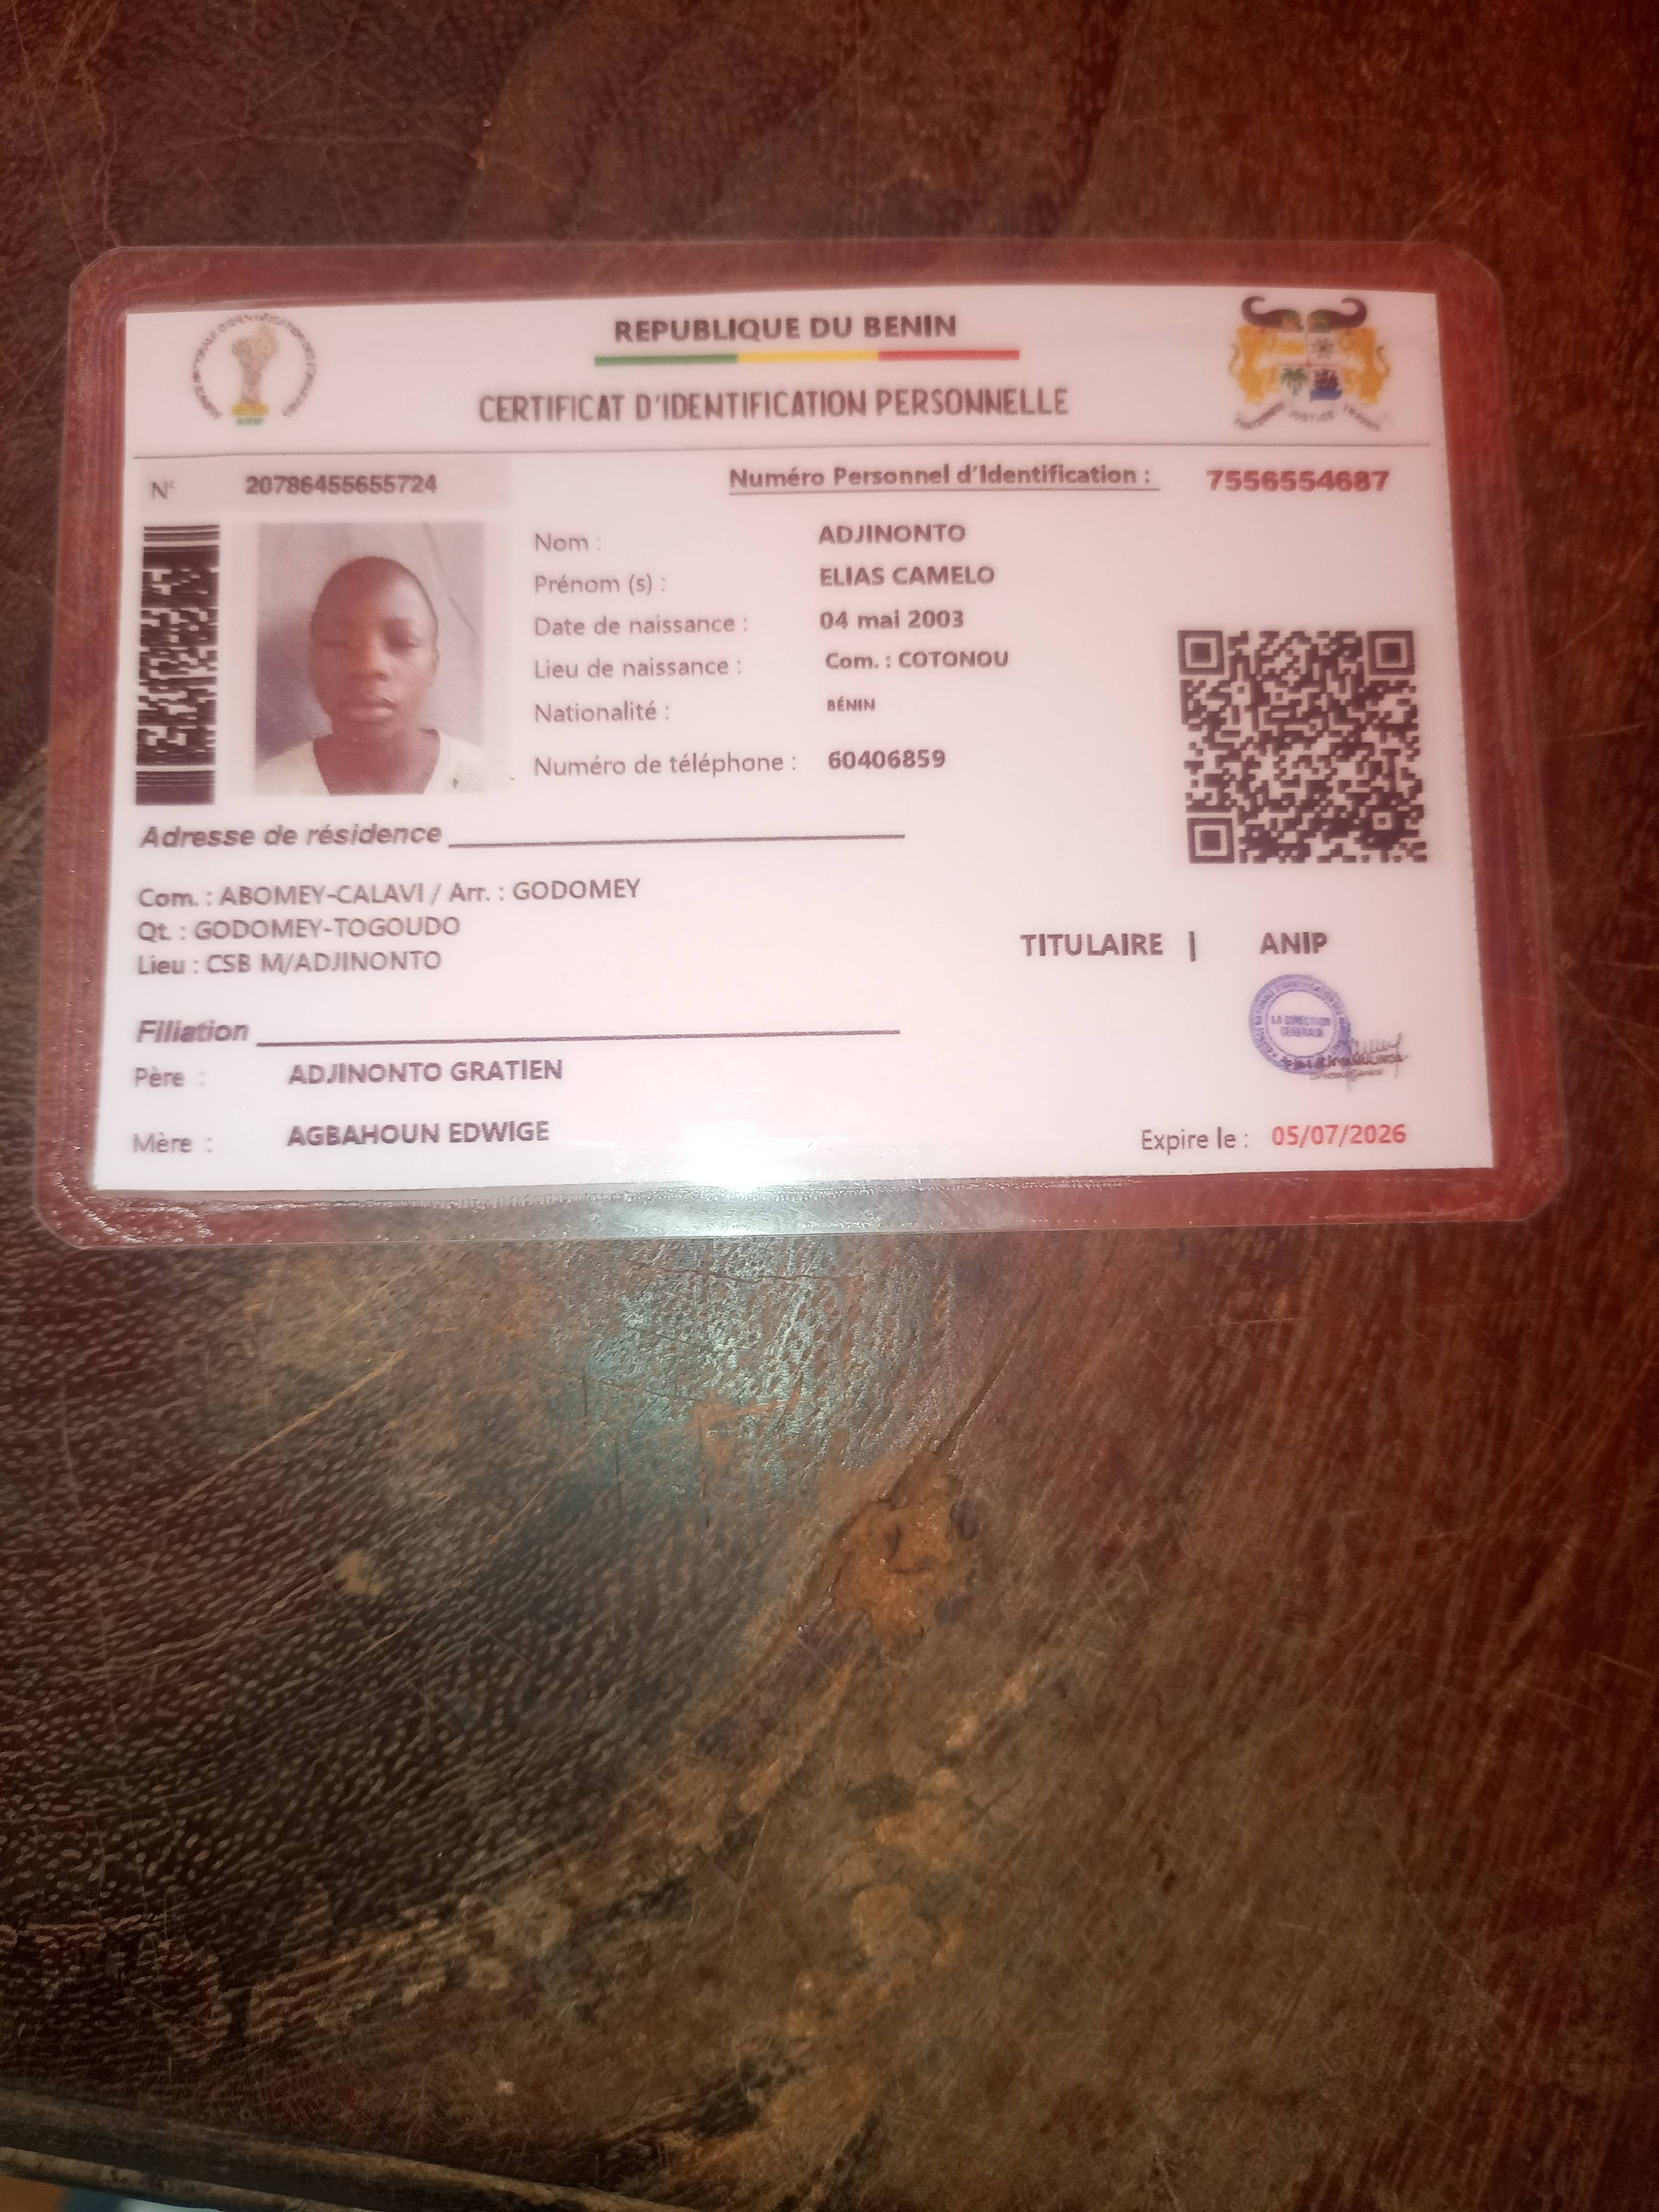 REPUBLIQUE DU BENIN
CERTIFICAT D'IDENTIFICATION PERSONNELLE
N° 20786455655724
Numéro Personnel d'Identification : 7556554687
Nom : ADJINONTO
Prénom (s) : ELIAS CAMELO
Date de naissance : 04 mai 2003
Lieu de naissance : Com. : COTONOU
Nationalité : BÉNIN
Numéro de téléphone : 60406859
Adresse de résidence
Com. : ABOMEY-CALAVI / Arr. : GODOMEY
Qt. : GODOMEY-TOGOUDO
Lieu : CSB M/ADJINONTO
TITULAIRE | ANIP
LA DIRECTION
GENERALE
Filiation
Père : ADJINONTO GRATIEN
Mère : AGBAHOUN EDWIGE
Expire le : 05/07/2026